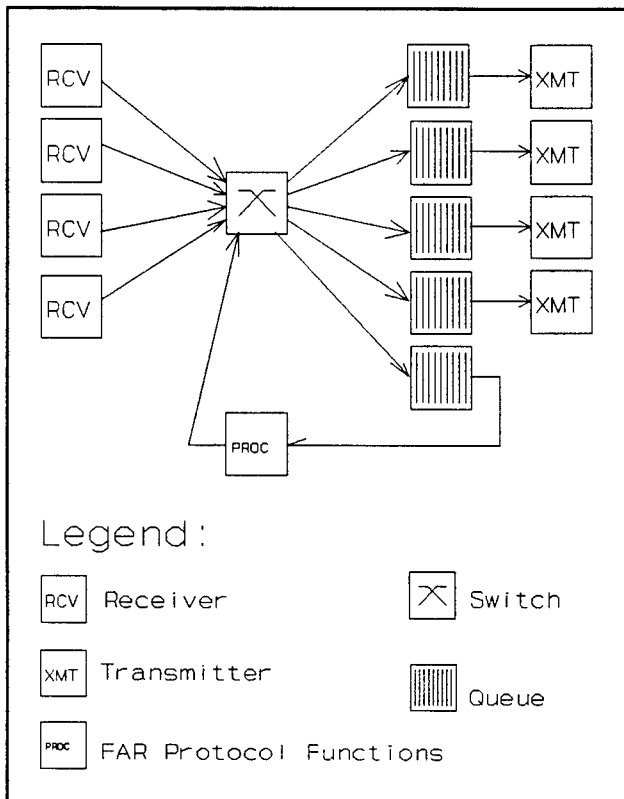 RCV
XMT
RCV
XMT
RCV
XMT
RCV
XMT
PROC
Legend:
RCV Receiver
Switch
XMT Transmitter
Queue
PROC FAR Protocol Functions